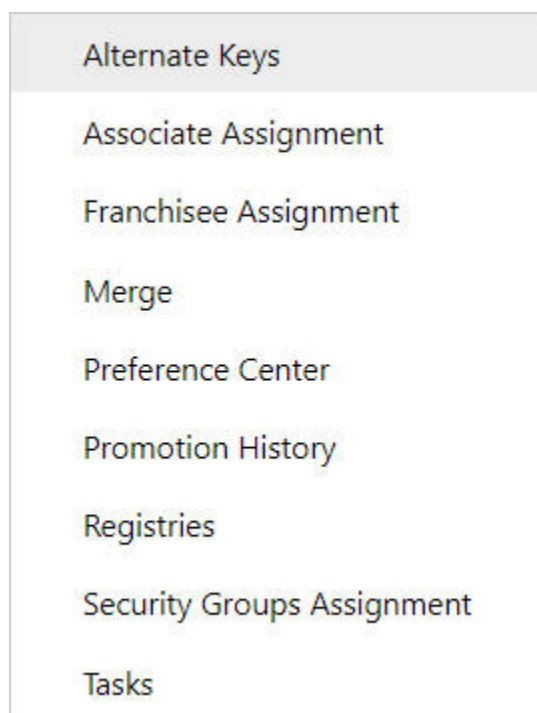 Alternate Keys
Associate Assignment
Franchisee Assignment
Merge
Preference Center
Promotion History
Registries
Security Groups Assignment
Tasks